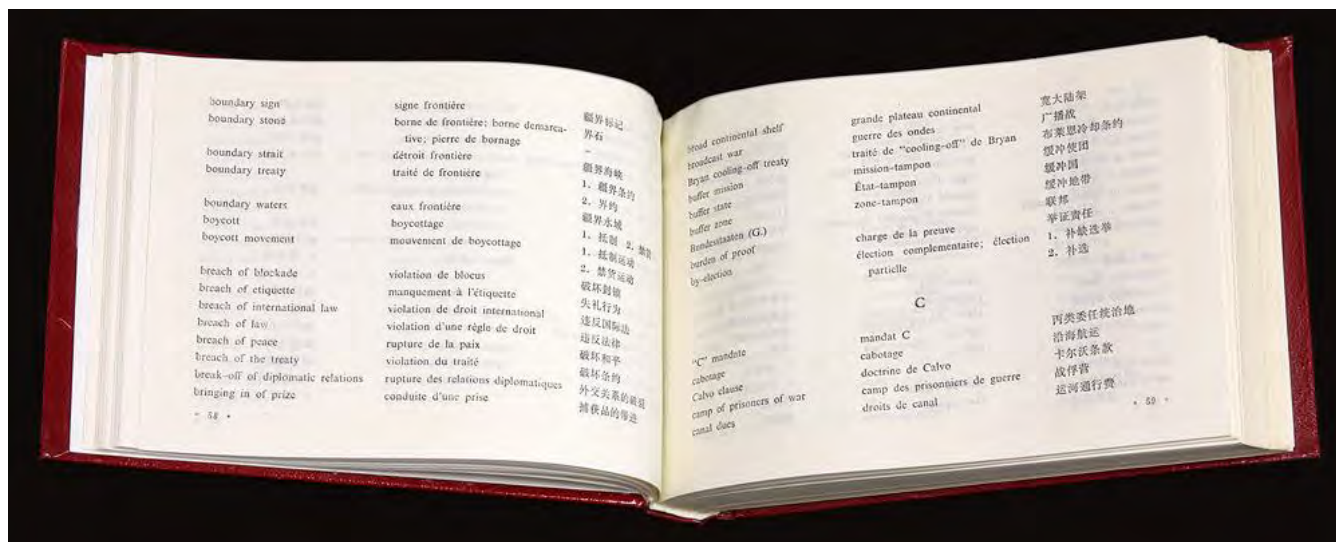 boundary sign signe frontière 疆界标记
boundary stone borne de frontière; borne demarca- 界石
tive; pierre de bornage
boundary strait détroit frontière 疆界海峡
boundary treaty traité de frontière 1. 疆界条约
2. 界约
boundary waters eaux frontière 疆界水域
boycott boycottage 1. 抵制 2. 禁货
boycott movement mouvement de boycottage 1. 抵制运动
2. 禁货运动
breach of blockade violation de blocus 破坏封锁
breach of etiquette manquement à l'étiquette 失礼行为
breach of international law violation de droit international 违反国际法
breach of law violation d'une règle de droit 违反法律
breach of peace rupture de la paix 破坏和平
breach of the treaty violation du traité 破坏条约
break-off of diplomatic relations rupture des relations diplomatiques 外交关系的破裂
bringing in of prize conduite d'une prise 捕获品的传送
• 58 •
broad continental shelf grande plateau continental 宽大陆架
broadcast war guerre des ondes 广播战
Bryan cooling-off treaty traité de "cooling-off" de Bryan 布莱恩冷却条约
buffer mission mission-tampon 缓冲使团
buffer state État-tampon 缓冲国
buffer zone zone-tampon 缓冲地带
Bundesstaaten (G.) 联邦
burden of proof charge de la preuve 举证责任
by-election élection complementaire; élection 1. 补缺选举
partielle 2. 补选
C
"C" mandate mandat C 丙类委任统治地
cabotage cabotage 沿海航运
Calvo clause doctrine de Calvo 卡尔沃条款
camp of prisoners of war camp des prisonniers de guerre 战俘营
canal dues droits de canal 运河通行费
• 59 •